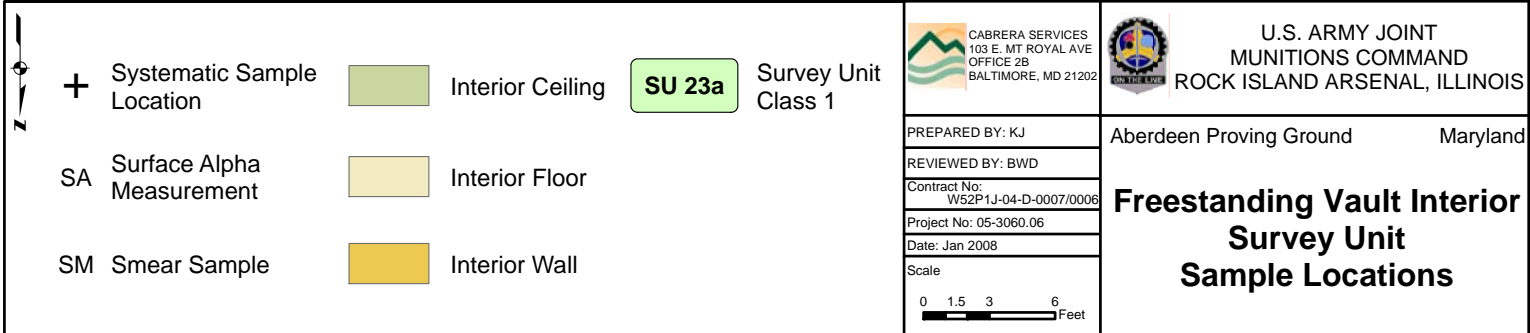 N
+ Systematic Sample
Location
Interior Ceiling
SU 23a
Survey Unit
Class 1
SA Surface Alpha
Measurement
Interior Floor
SM Smear Sample
Interior Wall
CABRERA SERVICES
103 E. MT ROYAL AVE
OFFICE 2B
BALTIMORE, MD 21202
ON THE LINE
U.S. ARMY JOINT
MUNITIONS COMMAND
ROCK ISLAND ARSENAL, ILLINOIS
PREPARED BY: KJ
REVIEWED BY: BWD
Contract No:
W52P1J-04-D-0007/0006
Project No: 05-3060.06
Date: Jan 2008
Scale
0 1.5 3 6
Feet
Aberdeen Proving Ground Maryland
Freestanding Vault Interior
Survey Unit
Sample Locations